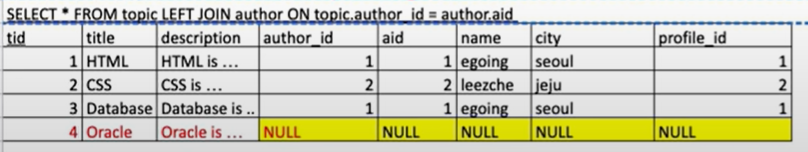 SELECT * FROM topic LEFT JOIN author ON topic.author_id = author.aid
tid title description author_id aid name city profile_id
1 HTML HTML is ... 1 1 egoing seoul 1
2 CSS CSS is ... 2 2 leezche jeju 2
3 Database Database is .. 1 1 egoing seoul 1
4 Oracle Oracle is ... NULL NULL NULL NULL NULL